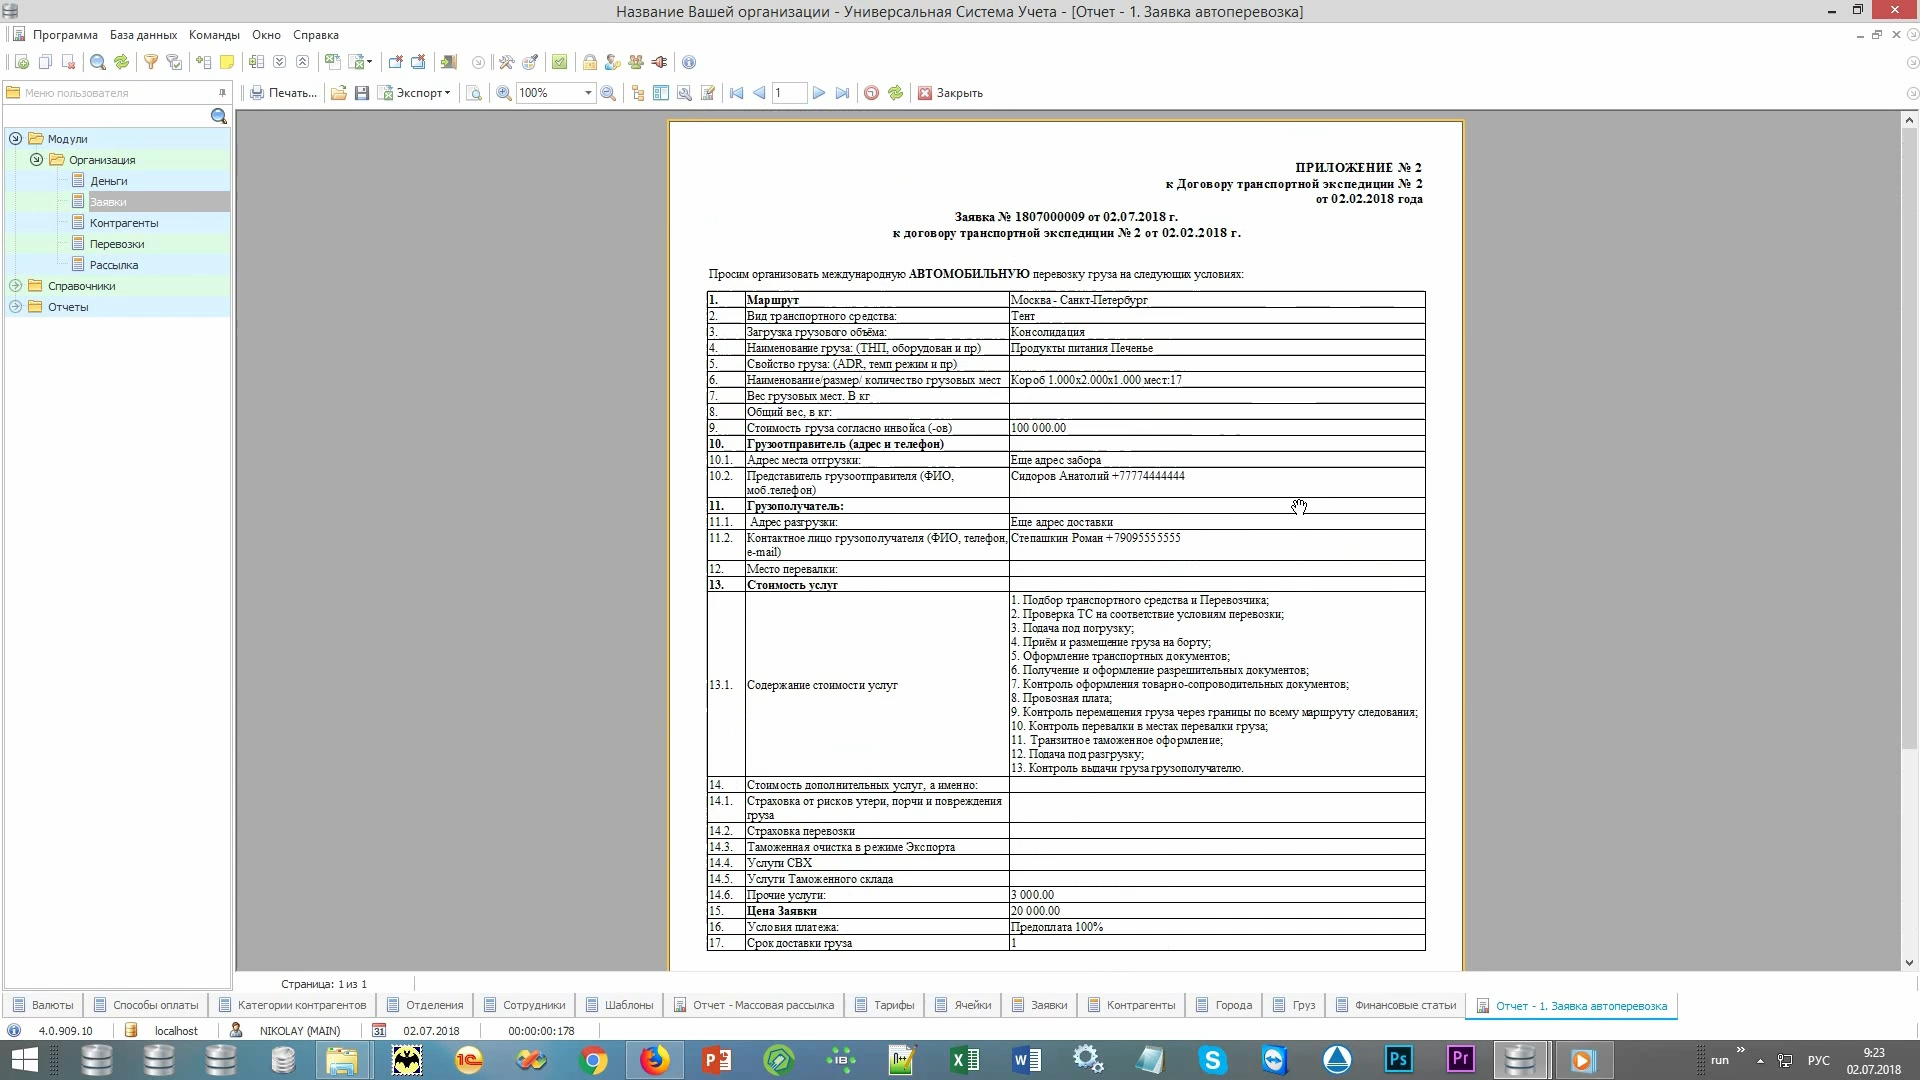 Название Вашей организации - Универсальная Система Учета - [Отчет - 1. Заявка автоперевозка]
Программа База данных Команды Окно Справка
Меню пользователя
Печать... Экспорт 100% 1 Закрыть
Модули
Организация
Деньги
Заявки
Контрагенты
Перевозки
Рассылка
Справочники
Отчеты
ПРИЛОЖЕНИЕ № 2
к Договору транспортной экспедиции № 2
от 02.02.2018 года
Заявка № 1807000009 от 02.07.2018 г.
к договору транспортной экспедиции № 2 от 02.02.2018 г.
Просим организовать международную АВТОМОБИЛЬНУЮ перевозку груза на следующих условиях:
1. Маршрут Москва - Санкт-Петербург
2. Вид транспортного средства: Тент
3. Загрузка грузового объёма: Консолидация
4. Наименование груза: (ТНП, оборудован и пр) Продукты питания Печенье
5. Свойство груза: (ADR, темп режим и пр)
6. Наименование/размер/ количество грузовых мест Короб 1.000x2.000x1.000 мест:17
7. Вес грузовых мест. В кг
8. Общий вес, в кг:
9. Стоимость груза согласно инвойса (-ов) 100 000.00
10. Грузоотправитель (адрес и телефон)
10.1. Адрес места отгрузки: Еще адрес забора
10.2. Представитель грузоотправителя (ФИО, Сидоров Анатолий +77774444444
моб.телефон)
11. Грузополучатель:
11.1. Адрес разгрузки: Еще адрес доставки
11.2. Контактное лицо грузополучателя (ФИО, телефон, Степашкин Роман +79095555555
e-mail)
12. Место перевалки:
13. Стоимость услуг
1. Подбор транспортного средства и Перевозчика;
2. Проверка ТС на соответствие условиям перевозки;
3. Подача под погрузку;
4. Приём и размещение груза на борту;
5. Оформление транспортных документов;
6. Получение и оформление разрешительных документов;
13.1. Содержание стоимости услуг 7. Контроль оформления товарно-сопроводительных документов;
8. Провозная плата;
9. Контроль перемещения груза через границы по всему маршруту следования;
10. Контроль перевалки в местах перевалки груза;
11. Транзитное таможенное оформление;
12. Подача под разгрузку;
13. Контроль выдачи груза грузополучателю.
14. Стоимость дополнительных услуг, а именно:
14.1. Страховка от рисков утери, порчи и повреждения
груза
14.2. Страховка перевозки
14.3. Таможенная очистка в режиме Экспорта
14.4. Услуги СВХ
14.5. Услуги Таможенного склада
14.6. Прочие услуги: 3 000.00
15. Цена Заявки 20 000.00
16. Условия платежа: Предоплата 100%
17. Срок доставки груза 1
Страница: 1 из 1
Валюты Способы оплаты Категории контрагентов Отделения Сотрудники Шаблоны Отчет - Массовая рассылка Тарифы Ячейки Заявки Контрагенты Города Груз Финансовые статьи Отчет - 1. Заявка автоперевозка
4.0.909.10 localhost NIKOLAY (MAIN) 31 02.07.2018 00:00:00:178
run » РУС 9:23
02.07.2018